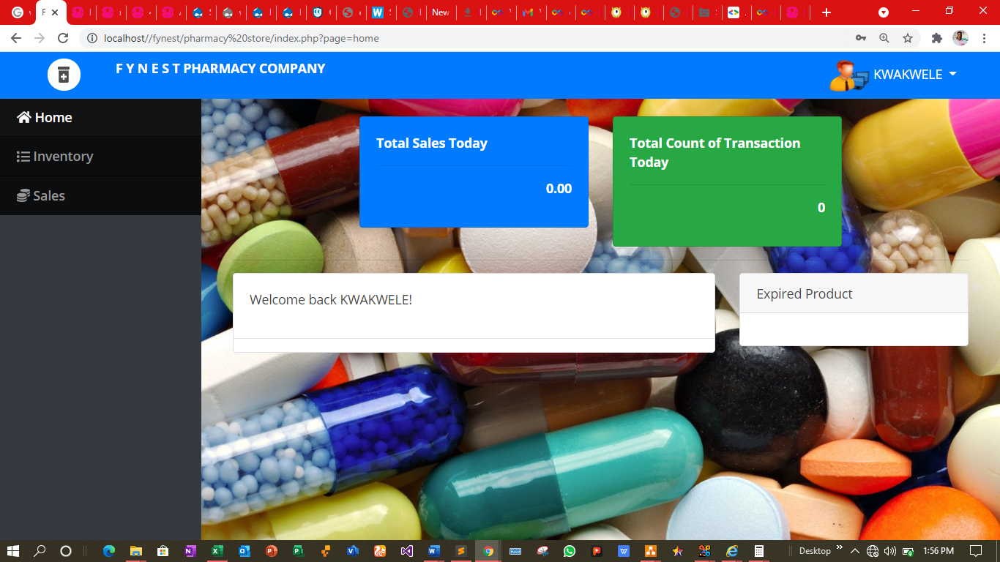 F
New
localhost//fynest/pharmacy%20store/index.php?page=home
F Y N E S T PHARMACY COMPANY
KWAKWELE
Home
Inventory
Sales
Total Sales Today
0.00
Total Count of Transaction
Today
0
Welcome back KWAKWELE!
Expired Product
Desktop
1:56 PM